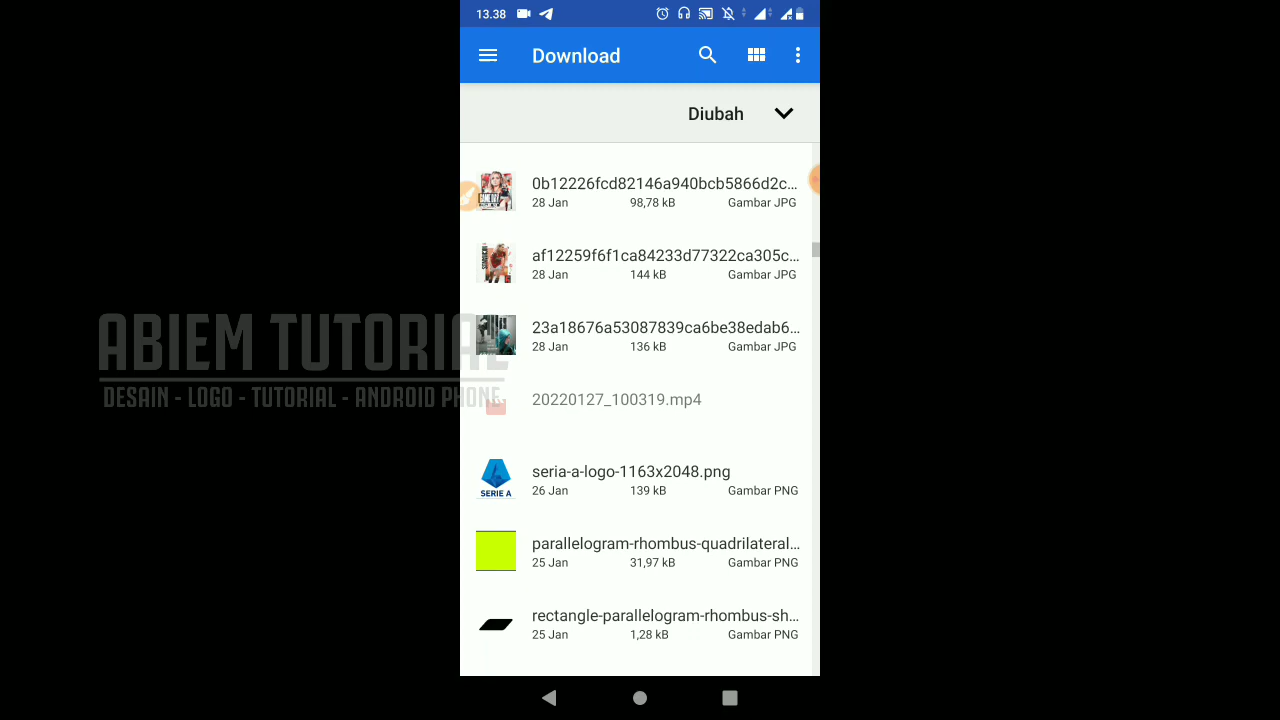 13.38
Download
Diubah
0b12226fcd82146a940bcb5866d2c...
28 Jan 98,78 kB Gambar JPG
af12259f6f1ca84233d77322ca305c...
28 Jan 144 kB Gambar JPG
23a18676a53087839ca6be38edab6...
28 Jan 136 kB Gambar JPG
ABIEM TUTORIAL
DESAIN - LOGO - TUTORIAL - ANDROID PHONE
20220127_100319.mp4
seria-a-logo-1163x2048.png
26 Jan 139 kB Gambar PNG
SERIE A
parallelogram-rhombus-quadrilateral...
25 Jan 31,97 kB Gambar PNG
rectangle-parallelogram-rhombus-sh...
25 Jan 1,28 kB Gambar PNG